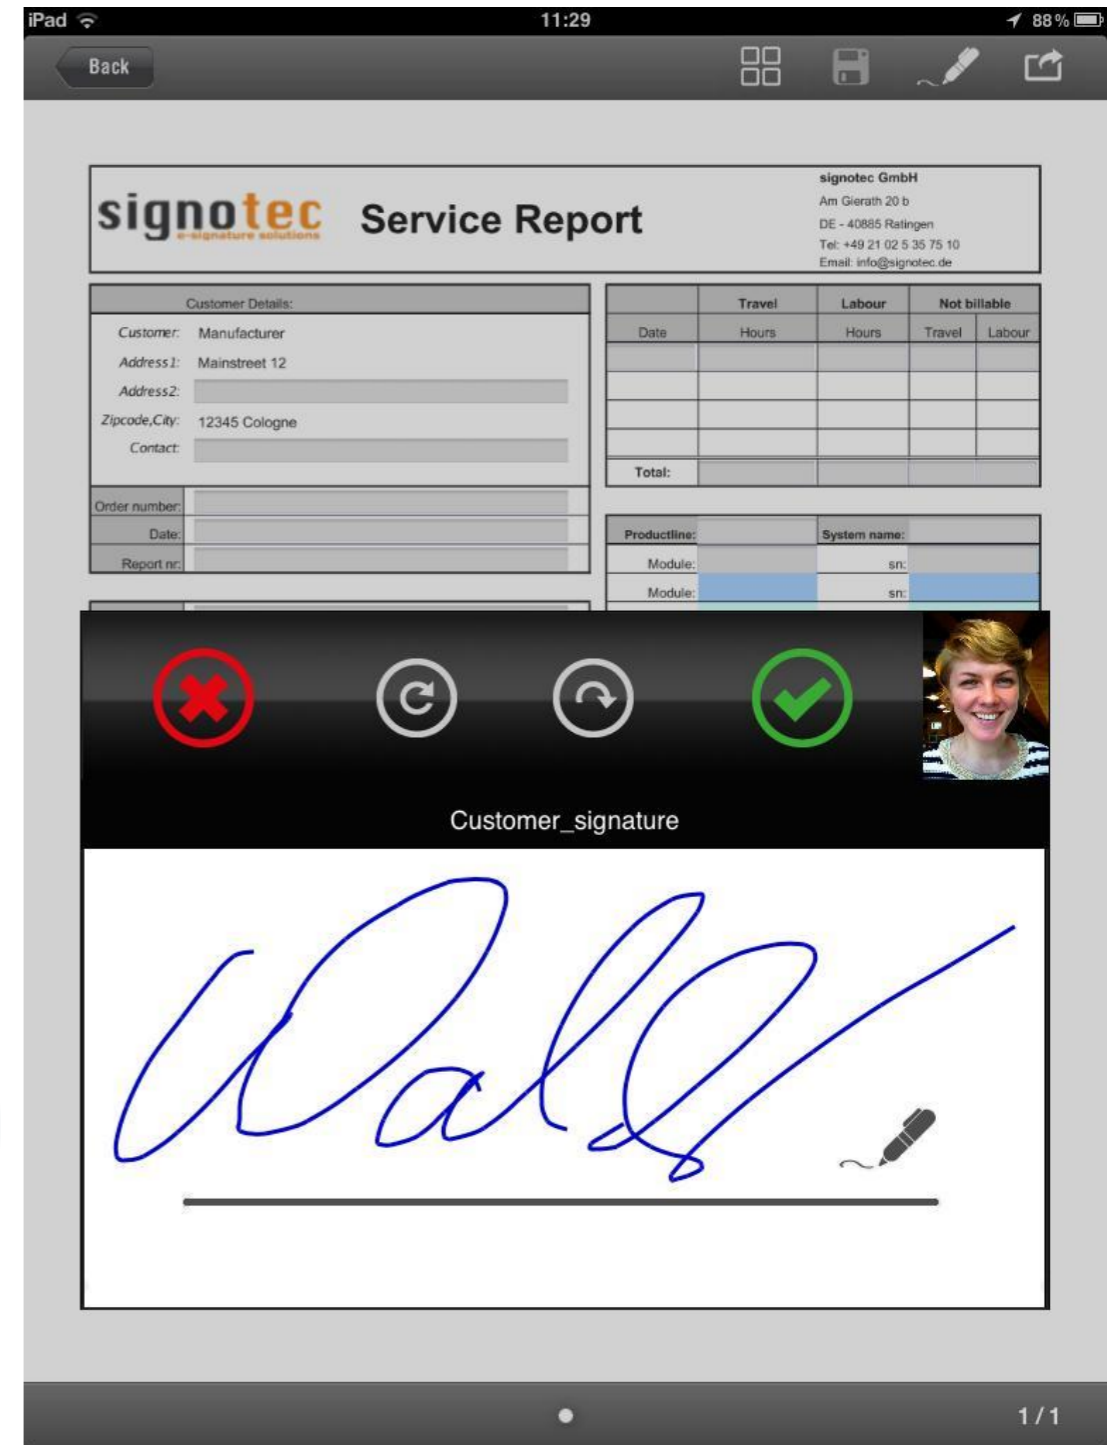 iPad 11:29 88%
Back
signotec
e-signature solutions
Service Report
signotec GmbH
Am Gierath 20 b
DE - 40885 Ratingen
Tel: +49 21 02 5 35 75 10
Email: info@signotec.de
Customer Details:
Customer: Manufacturer
Address1: Mainstreet 12
Address2:
Zipcode,City: 12345 Cologne
Contact:
Order number:
Date:
Report nr:
Travel Labour Not billable
Date Hours Hours Travel Labour
Total:
Productline: System name:
Module: sn:
Module: sn:
Customer_signature
1/1